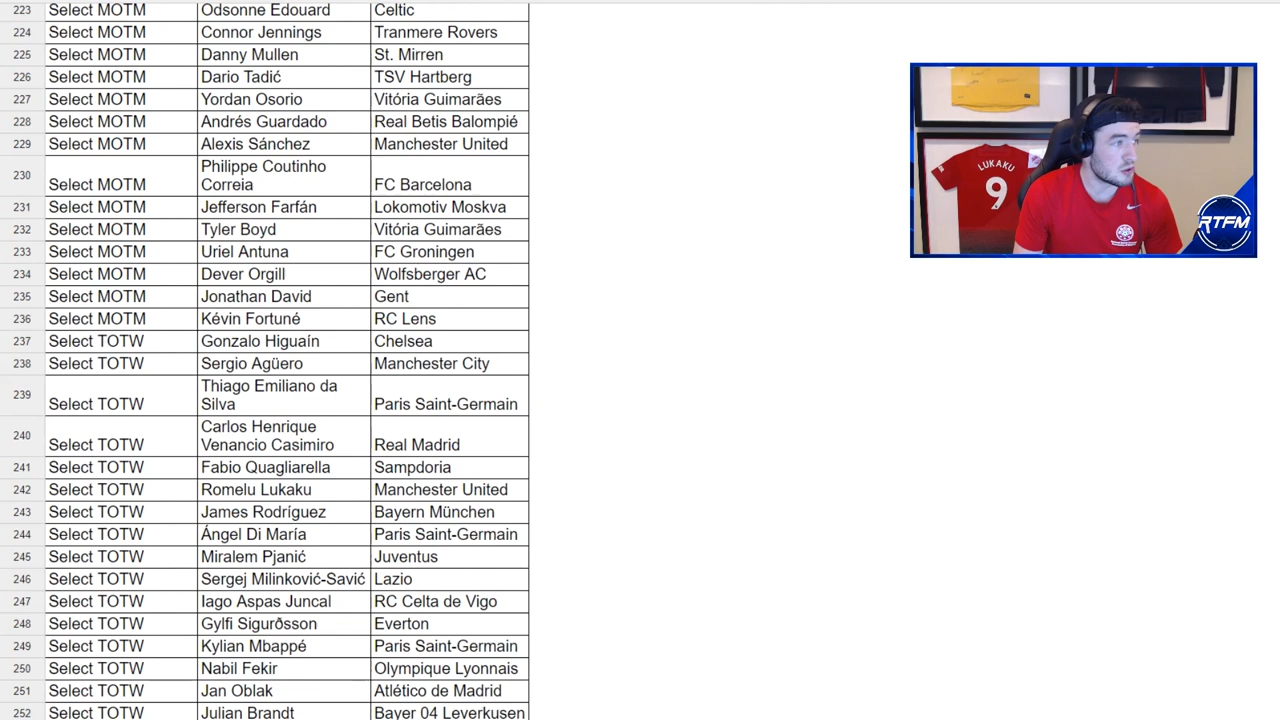 223 Select MOTM Odsonne Edouard Celtic
224 Select MOTM Connor Jennings Tranmere Rovers
225 Select MOTM Danny Mullen St. Mirren
226 Select MOTM Dario Tadić TSV Hartberg
227 Select MOTM Yordan Osorio Vitória Guimarães
228 Select MOTM Andrés Guardado Real Betis Balompié
229 Select MOTM Alexis Sánchez Manchester United
Philippe Coutinho
230 Select MOTM Correia FC Barcelona
231 Select MOTM Jefferson Farfán Lokomotiv Moskva
232 Select MOTM Tyler Boyd Vitória Guimarães
233 Select MOTM Uriel Antuna FC Groningen
234 Select MOTM Dever Orgill Wolfsberger AC
235 Select MOTM Jonathan David Gent
236 Select MOTM Kévin Fortuné RC Lens
237 Select TOTW Gonzalo Higuaín Chelsea
238 Select TOTW Sergio Agüero Manchester City
Thiago Emiliano da
239 Select TOTW Silva Paris Saint-Germain
Carlos Henrique
240 Select TOTW Venancio Casimiro Real Madrid
241 Select TOTW Fabio Quagliarella Sampdoria
242 Select TOTW Romelu Lukaku Manchester United
243 Select TOTW James Rodríguez Bayern München
244 Select TOTW Ángel Di María Paris Saint-Germain
245 Select TOTW Miralem Pjanić Juventus
246 Select TOTW Sergej Milinković-Savić Lazio
247 Select TOTW Iago Aspas Juncal RC Celta de Vigo
248 Select TOTW Gylfi Sigurðsson Everton
249 Select TOTW Kylian Mbappé Paris Saint-Germain
250 Select TOTW Nabil Fekir Olympique Lyonnais
251 Select TOTW Jan Oblak Atlético de Madrid
252 Select TOTW Julian Brandt Bayer 04 Leverkusen
LUKAKU
9
RTFM